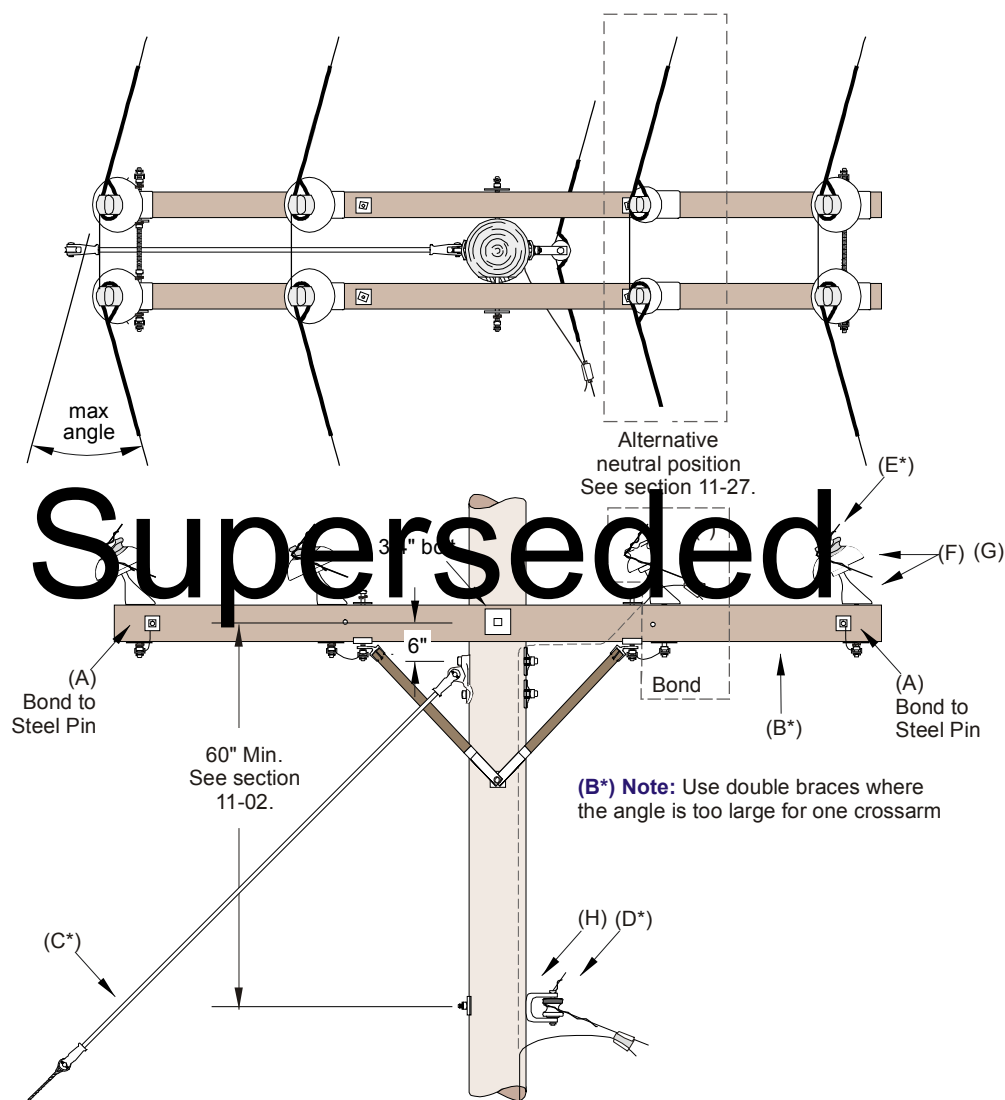 max
angle
Alternative
neutral position
See section 11-27.
(E*)
Superseded
(F) (G)
6"
(A)
Bond to
Steel Pin
Bond
(B*)
(A)
Bond to
Steel Pin
60" Min.
See section
11-02.
(B*) Note: Use double braces where
the angle is too large for one crossarm
(C*)
(H) (D*)